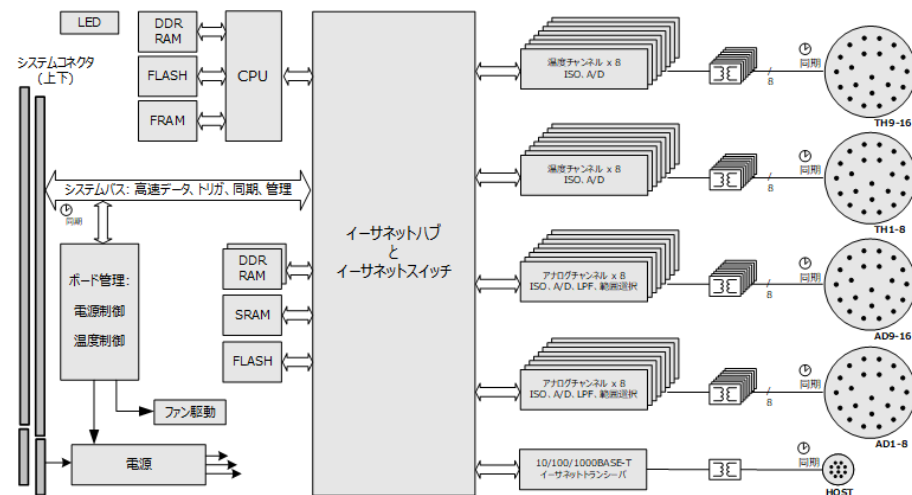 LED
システムコネクタ
(上下)
DDR
RAM
FLASH
FRAM
CPU
システムバス: 高速データ、トリガ、同期、管理
同期
ボード管理:
電源制御
温度制御
ファン駆動
電源
DDR
RAM
SRAM
FLASH
イーサネットハブ
と
イーサネットスイッチ
温度チャンネル x 8
ISO. A/D
8
同期
TH9-16
温度チャンネル x 8
ISO. A/D
8
同期
TH1-8
アナログチャンネル x 8
ISO. A/D. LPF. 範囲選択
8
同期
AD9-16
アナログチャンネル x 8
ISO. A/D. LPF. 範囲選択
8
同期
AD1-8
10/100/1000BASE-T
イーサネットトランシーバ
同期
HOST